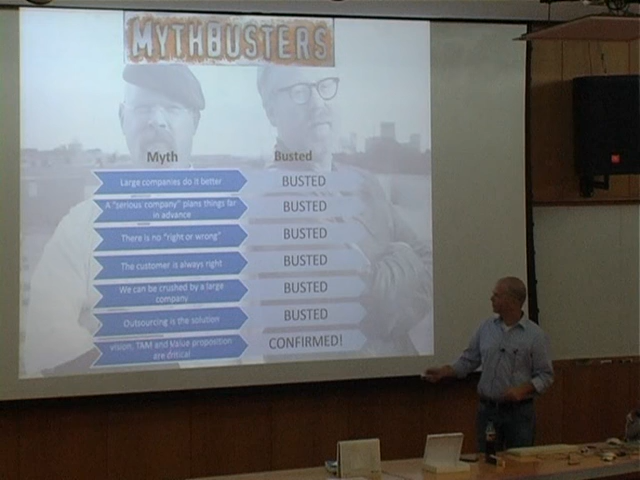 MYTHBUSTERS
Myth Busted
Large companies do it better BUSTED
A "serious company" plans things far
in advance BUSTED
There is no "right or wrong" BUSTED
The customer is always right BUSTED
We can be crushed by a large
company BUSTED
Outsourcing is the solution BUSTED
vision, TAM and Value proposition
are critical CONFIRMED!